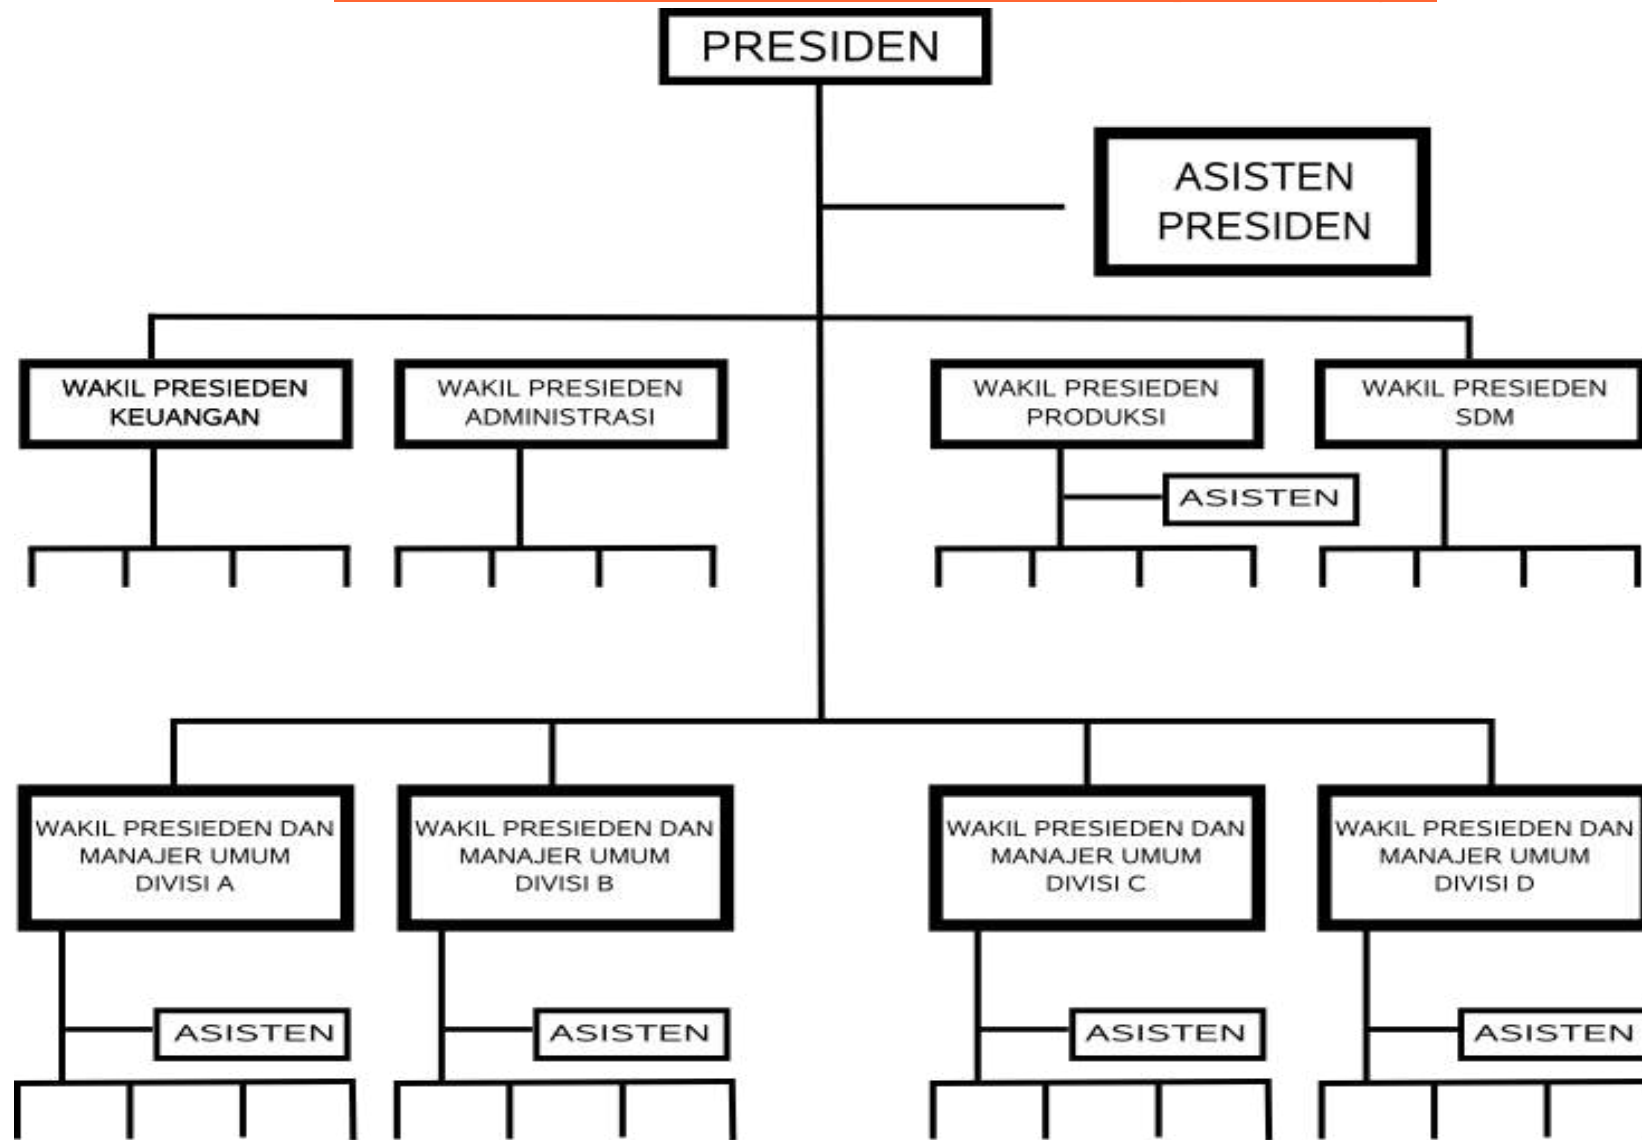 PRESIDEN
ASISTEN
PRESIDEN
WAKIL PRESIEDEN
KEUANGAN
WAKIL PRESIEDEN
ADMINISTRASI
WAKIL PRESIEDEN
PRODUKSI
WAKIL PRESIEDEN
SDM
ASISTEN
WAKIL PRESIEDEN DAN
MANAJER UMUM
DIVISI A
WAKIL PRESIEDEN DAN
MANAJER UMUM
DIVISI B
WAKIL PRESIEDEN DAN
MANAJER UMUM
DIVISI C
WAKIL PRESIEDEN DAN
MANAJER UMUM
DIVISI D
ASISTEN
ASISTEN
ASISTEN
ASISTEN